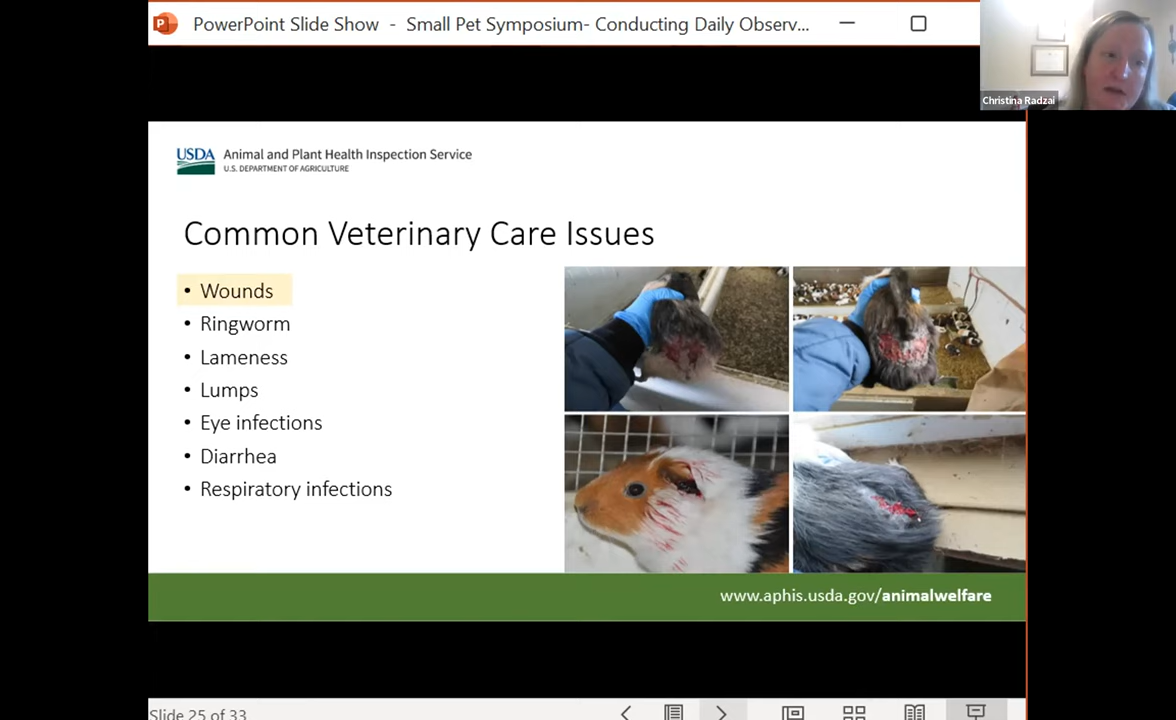 PowerPoint Slide Show - Small Pet Symposium- Conducting Daily Observ...
Christina Radzai
USDA Animal and Plant Health Inspection Service
U.S. DEPARTMENT OF AGRICULTURE
Common Veterinary Care Issues
• Wounds
• Ringworm
• Lameness
• Lumps
• Eye infections
• Diarrhea
• Respiratory infections
www.aphis.usda.gov/animalwelfare
Slide 25 of 33